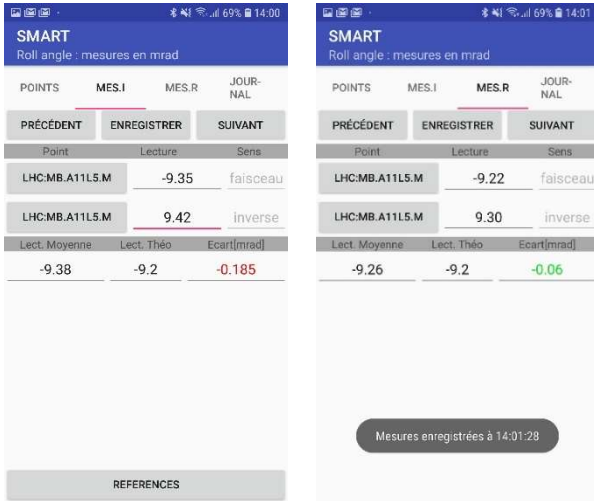 69% 14:00
SMART
Roll angle : mesures en mrad
POINTS MES.I MES.R JOUR-
NAL
PRÉCÉDENT ENREGISTRER SUIVANT
Point Lecture Sens
LHC:MB.A11L5.M -9.35 faisceau
LHC:MB.A11L5.M 9.42 inverse
Lect. Moyenne Lect. Théo Ecart[mrad]
-9.38 -9.2 -0.185
REFERENCES
69% 14:01
SMART
Roll angle : mesures en mrad
POINTS MES.I MES.R JOUR-
NAL
PRÉCÉDENT ENREGISTRER SUIVANT
Point Lecture Sens
LHC:MB.A11L5.M -9.22 faisceau
LHC:MB.A11L5.M 9.30 inverse
Lect. Moyenne Lect. Théo Ecart[mrad]
-9.26 -9.2 -0.06
Mesures enregistrées à 14:01:28